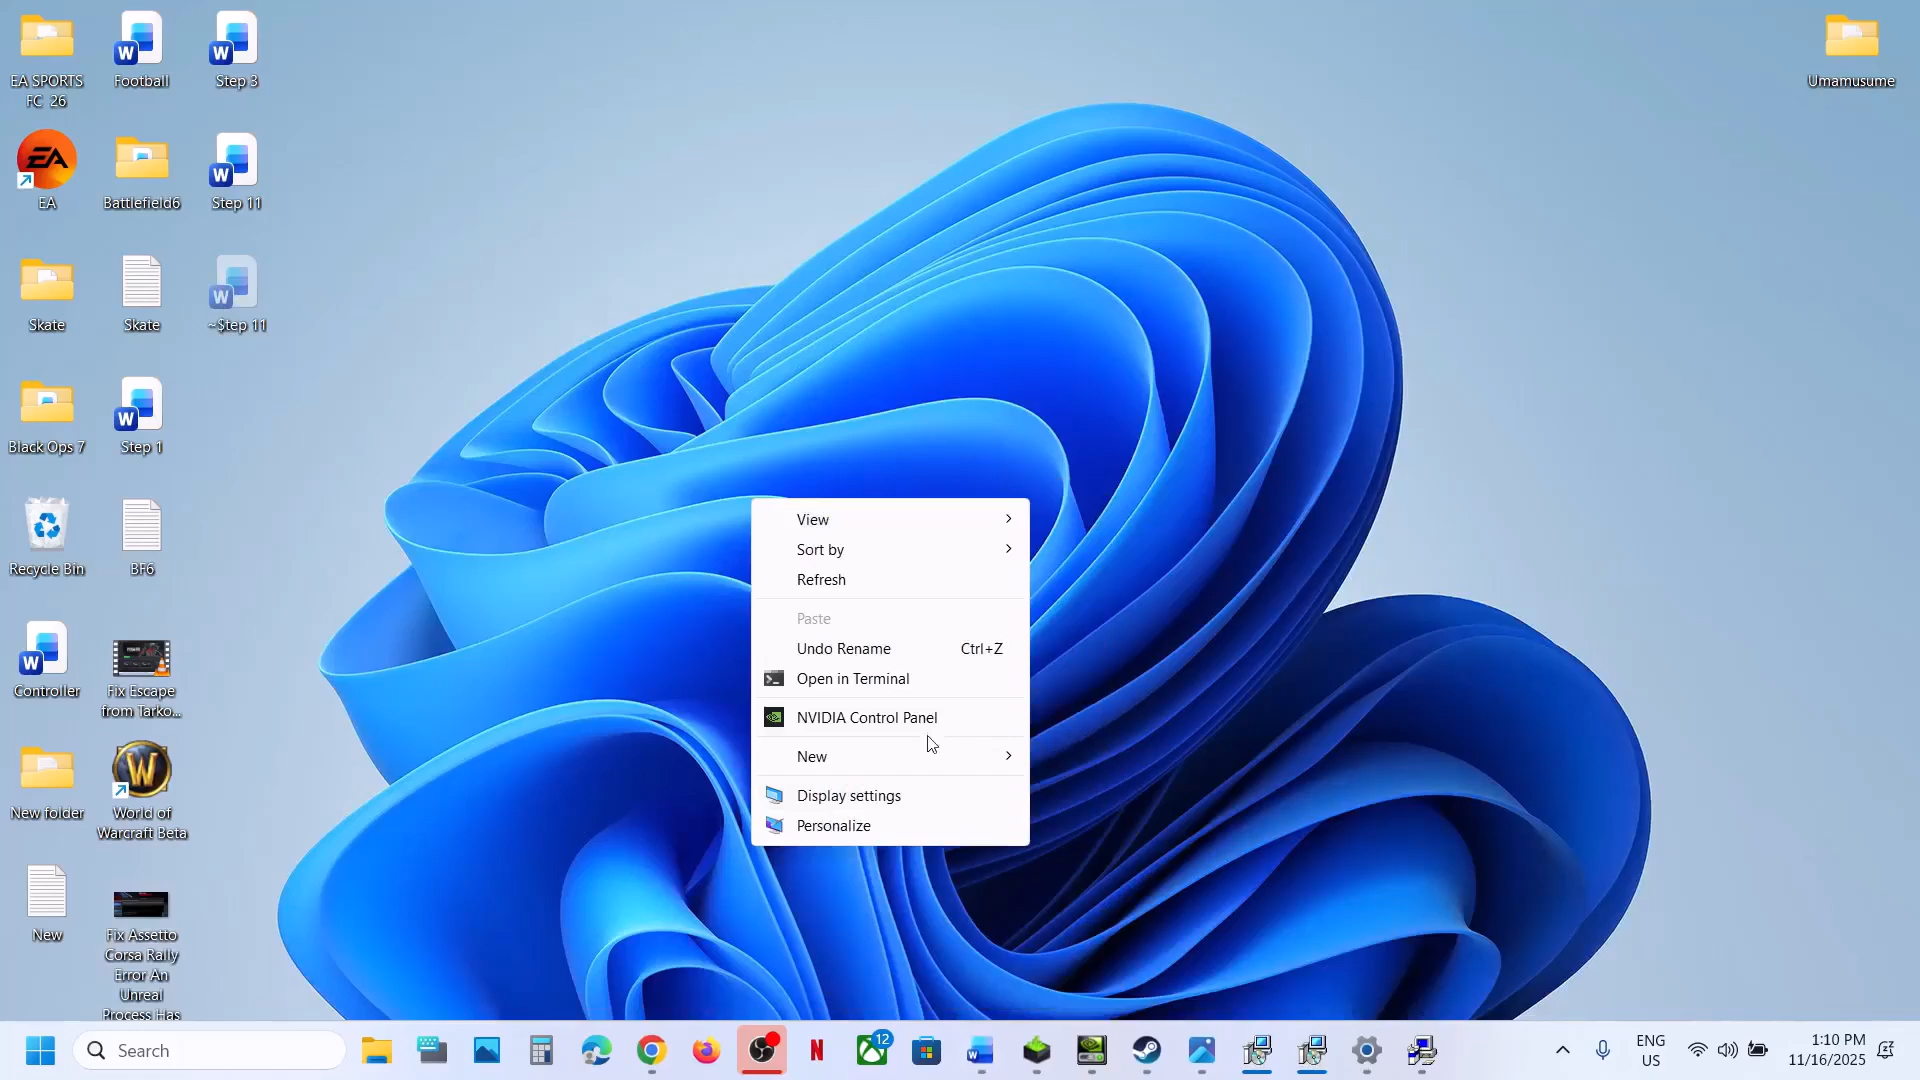 EA SPORTS
FC  26
Football
Step 3
Umamusume
EA
Battlefield6
Step 11
Skate
Skate
~$tep 11
Black Ops 7
Step 1
Recycle Bin
BF6
Controller
Fix Escape
from Tarko...
New folder
World of
Warcraft Beta
New
Fix Assetto
Corsa Rally
Error An
Unreal
Process Has
View
Sort by
Refresh
Paste
Undo Rename Ctrl+Z
Open in Terminal
NVIDIA Control Panel
New
Display settings
Personalize
Search
12
ENG
US
1:10 PM
11/16/2025